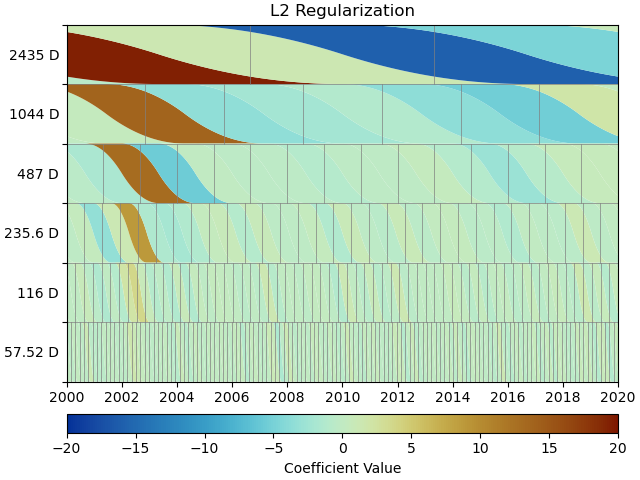 L2 Regularization
2435 D
1044 D
487 D
235.6 D
116 D
57.52 D
2000 2002 2004 2006 2008 2010 2012 2014 2016 2018 2020
−20 −15 −10 −5 0 5 10 15 20
Coefficient Value